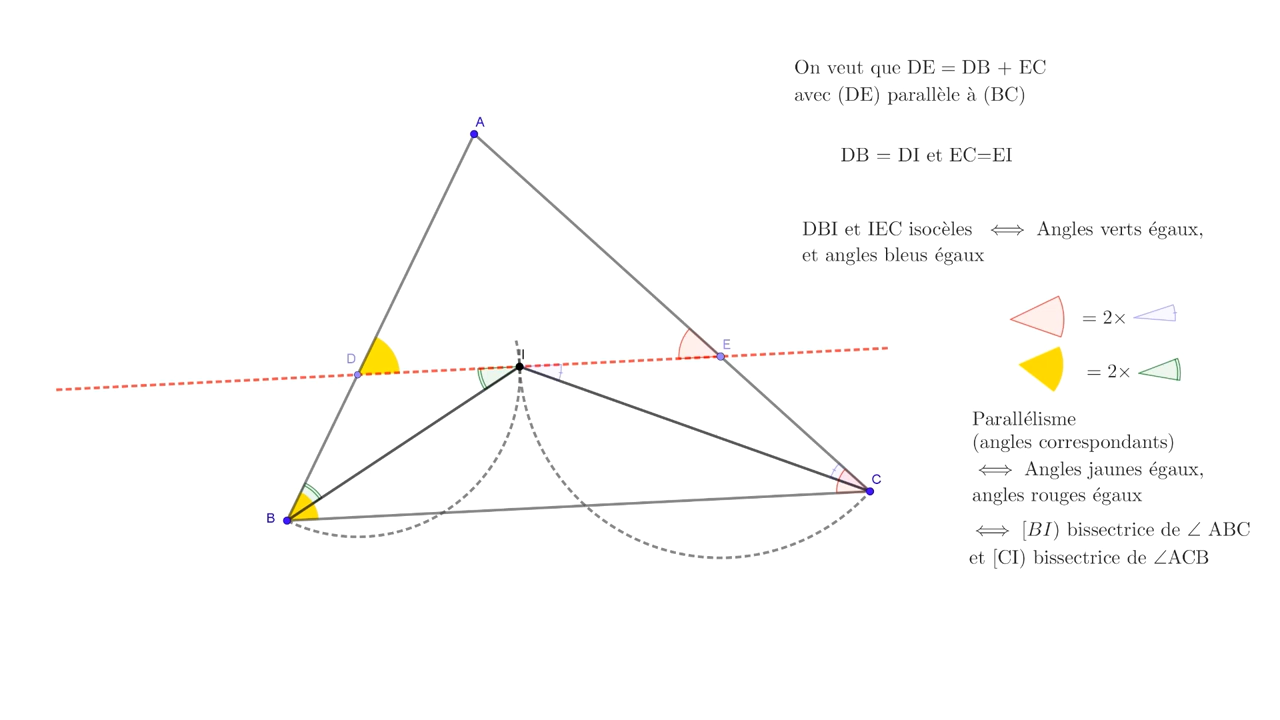 On veut que DE = DB + EC
avec (DE) parallèle à (BC)
A
DB = DI et EC=EI
DBI et IEC isocèles ⟺ Angles verts égaux,
et angles bleus égaux
= 2×
E
I
D
= 2×
Parallélisme
(angles correspondants)
⟺ Angles jaunes égaux,
C
angles rouges égaux
B
⟺ [BI) bissectrice de ∠ ABC
et [CI) bissectrice de ∠ACB